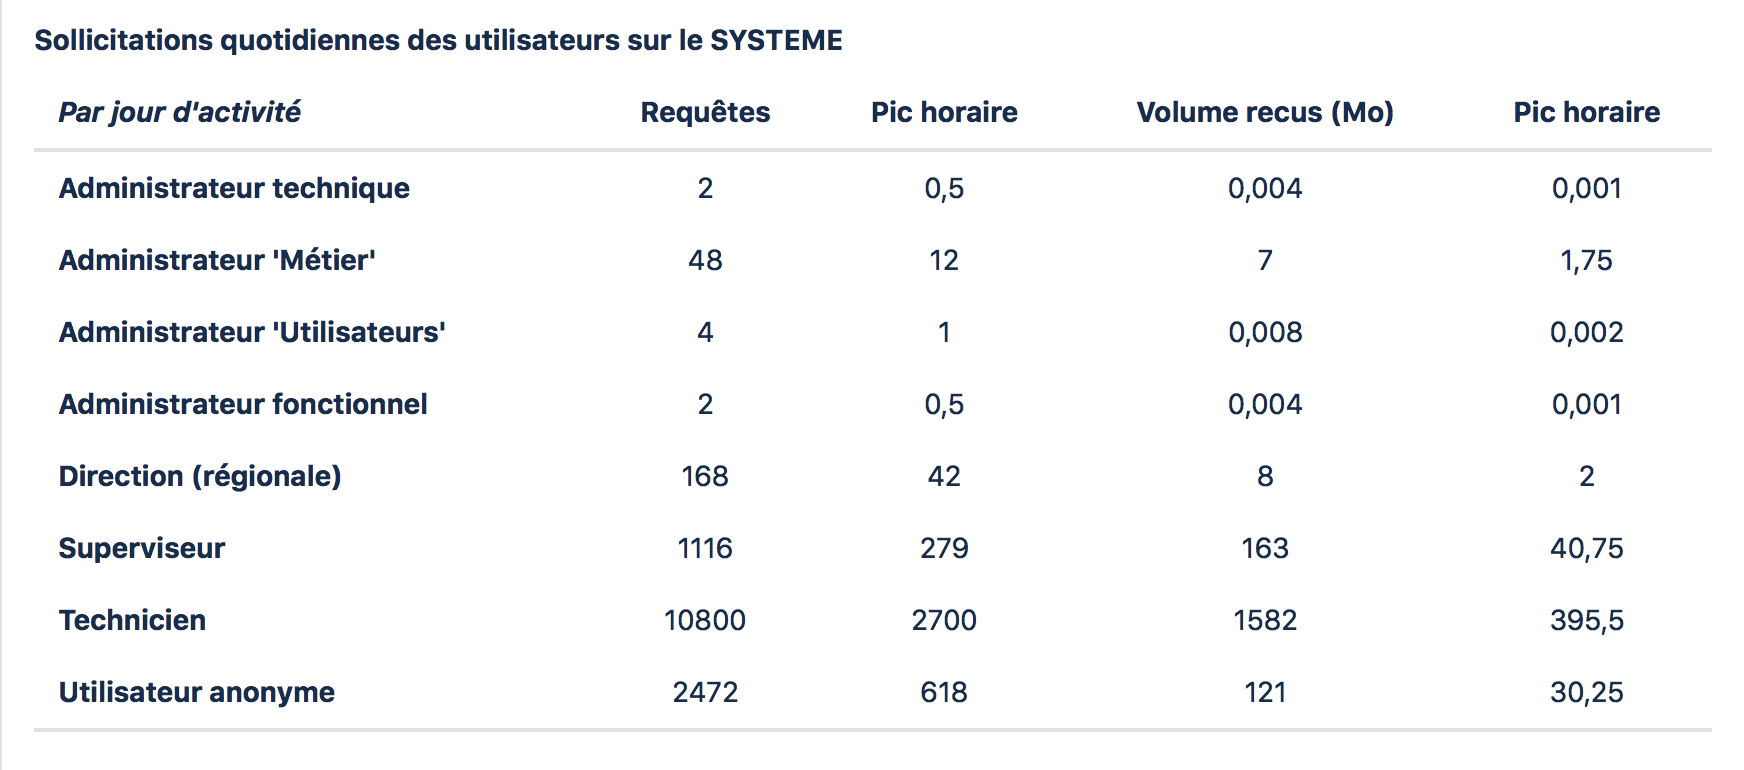 Sollicitations quotidiennes des utilisateurs sur le SYSTEME
Par jour d'activité Requêtes Pic horaire Volume recus (Mo) Pic horaire
Administrateur technique 2 0,5 0,004 0,001
Administrateur 'Métier' 48 12 7 1,75
Administrateur 'Utilisateurs' 4 1 0,008 0,002
Administrateur fonctionnel 2 0,5 0,004 0,001
Direction (régionale) 168 42 8 2
Superviseur 1116 279 163 40,75
Technicien 10800 2700 1582 395,5
Utilisateur anonyme 2472 618 121 30,25